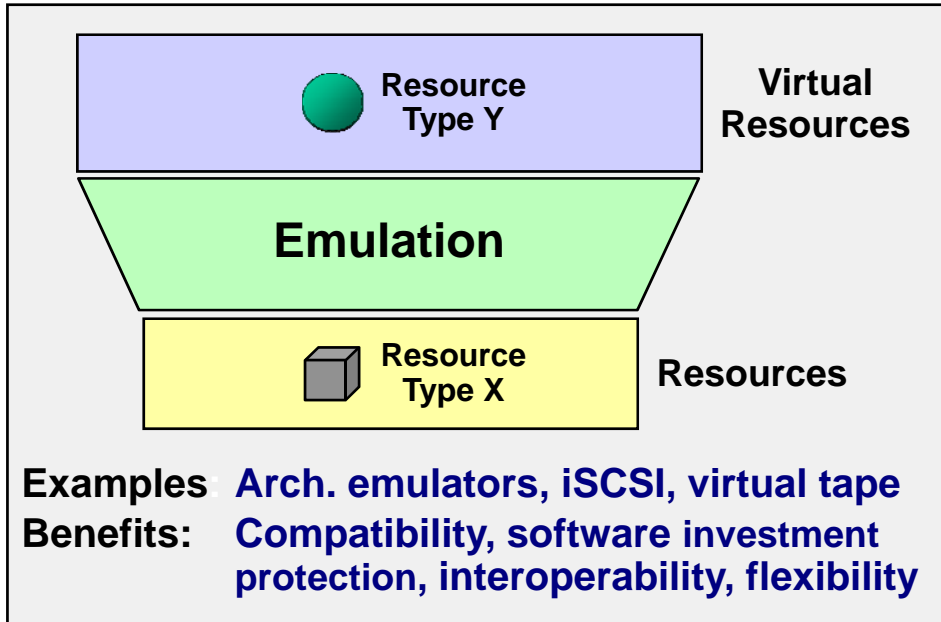 Resource
Type Y
Virtual
Resources
Emulation
Resource
Type X
Resources
Examples: Arch. emulators, iSCSI, virtual tape
Benefits: Compatibility, software investment
protection, interoperability, flexibility